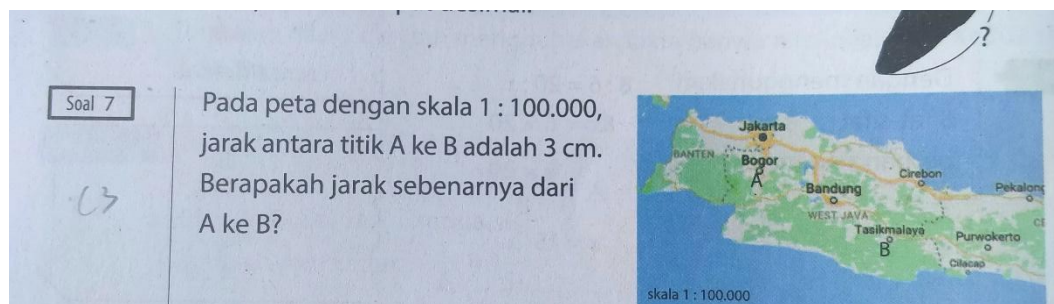 ?
Soal 7
Pada peta dengan skala 1 : 100.000,
jarak antara titik A ke B adalah 3 cm.
Berapakah jarak sebenarnya dari
A ke B?
C3
Jakarta
BANTEN
Bogor
A
Cirebon
Bandung
Pekalong
WEST JAVA
Tasikmalaya
B
Purwokerto
CE
Cilacap
skala 1 : 100.000